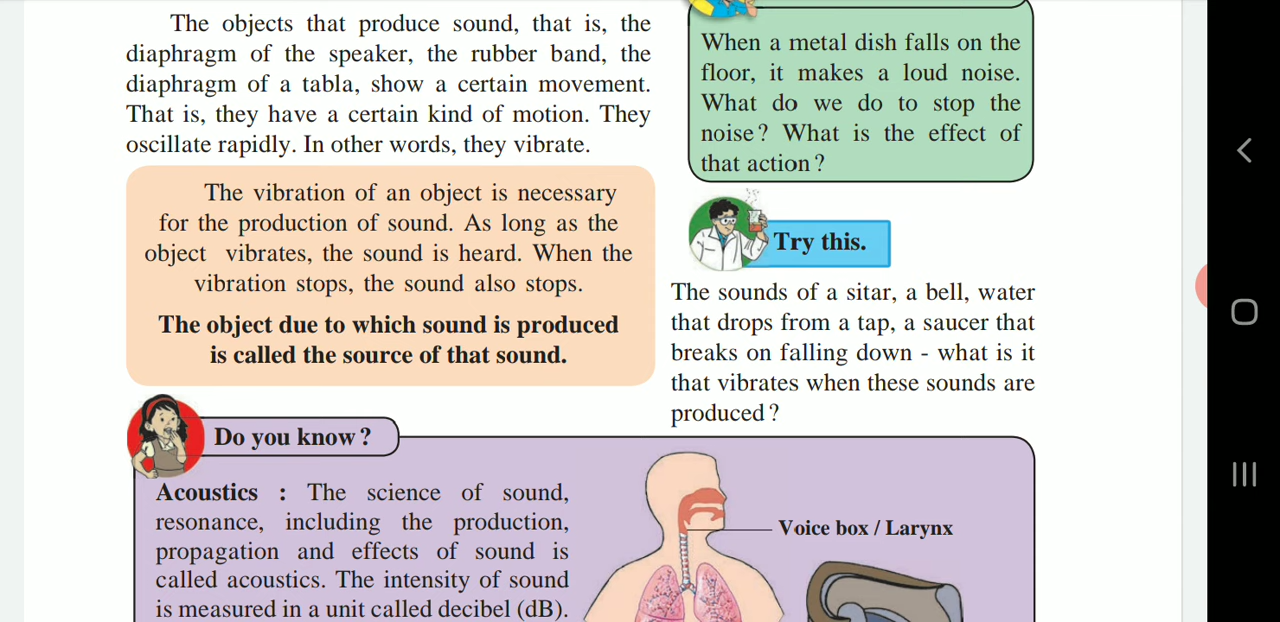 The objects that produce sound, that is, the
diaphragm of the speaker, the rubber band, the
diaphragm of a tabla, show a certain movement.
That is, they have a certain kind of motion. They
oscillate rapidly. In other words, they vibrate.
The vibration of an object is necessary
for the production of sound. As long as the
object vibrates, the sound is heard. When the
vibration stops, the sound also stops.
The object due to which sound is produced
is called the source of that sound.
When a metal dish falls on the
floor, it makes a loud noise.
What do we do to stop the
noise? What is the effect of
that action?
Try this.
The sounds of a sitar, a bell, water
that drops from a tap, a saucer that
breaks on falling down - what is it
that vibrates when these sounds are
produced?
Do you know?
Acoustics : The science of sound,
resonance, including the production,
propagation and effects of sound is
called acoustics. The intensity of sound
is measured in a unit called decibel (dB).
Voice box / Larynx